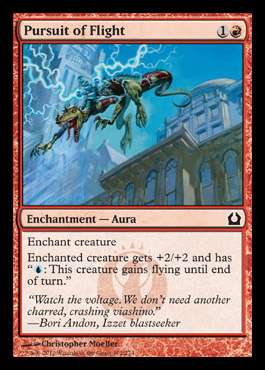 Pursuit of Flight 1
Enchantment — Aura
Enchant creature
Enchanted creature gets +2/+2 and has
“ : This creature gains flying until end
of turn.”
“Watch the voltage. We don’t need another
charred, crashing viashino.”
—Bori Andon, Izzet blastseeker
Christopher Moeller